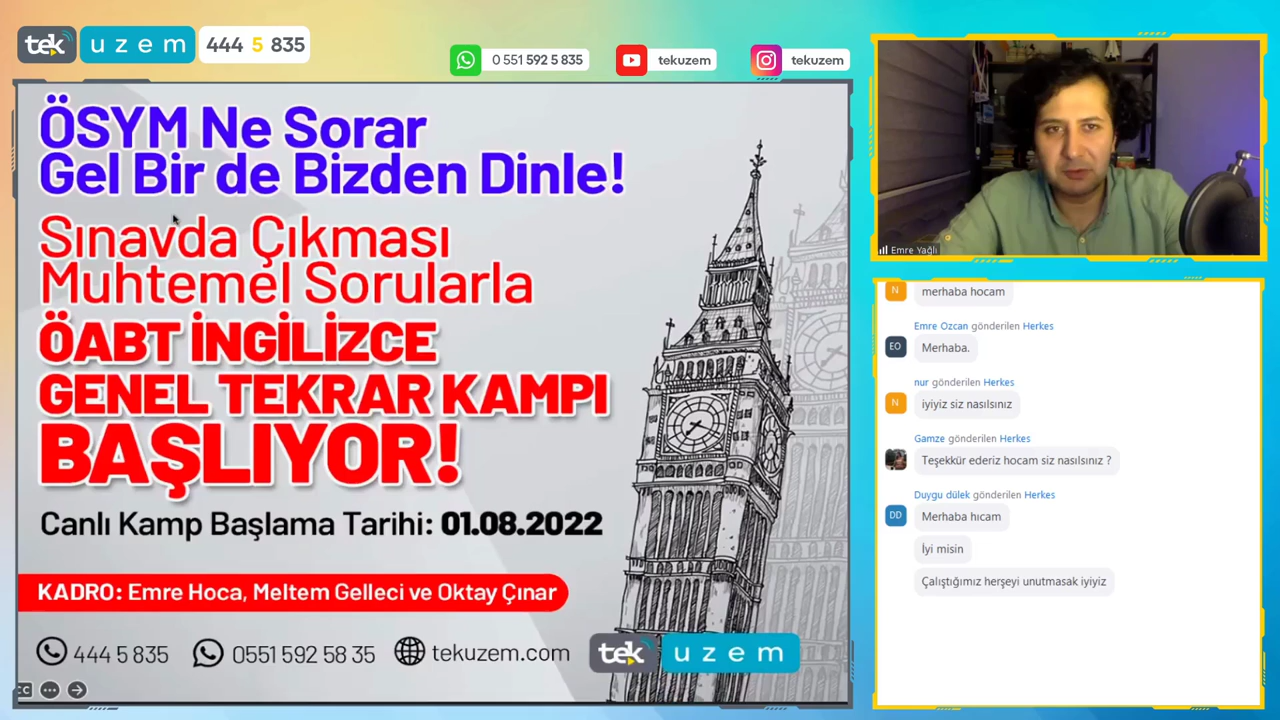 tek uzem 444 5 835
0 551 592 5 835 tekuzem tekuzem
ÖSYM Ne Sorar
Gel Bir de Bizden Dinle!
Sınavda Çıkması
Muhtemel Sorularla
ÖABT İNGİLİZCE
GENEL TEKRAR KAMPI
BAŞLIYOR!
Canlı Kamp Başlama Tarihi: 01.08.2022
KADRO: Emre Hoca, Meltem Gelleci ve Oktay Çınar
444 5 835 0551 592 58 35 tekuzem.com tek uzem
CC
Emre Yağlı
N merhaba hocam
Emre Özcan gönderilen Herkes
EO Merhaba.
nur gönderilen Herkes
N iyiyiz siz nasılsınız
Gamze gönderilen Herkes
Teşekkür ederiz hocam siz nasılsınız ?
Duygu dülek gönderilen Herkes
DD Merhaba hıcam
İyi misin
Çalıştığımız herşeyi unutmasak iyiyiz